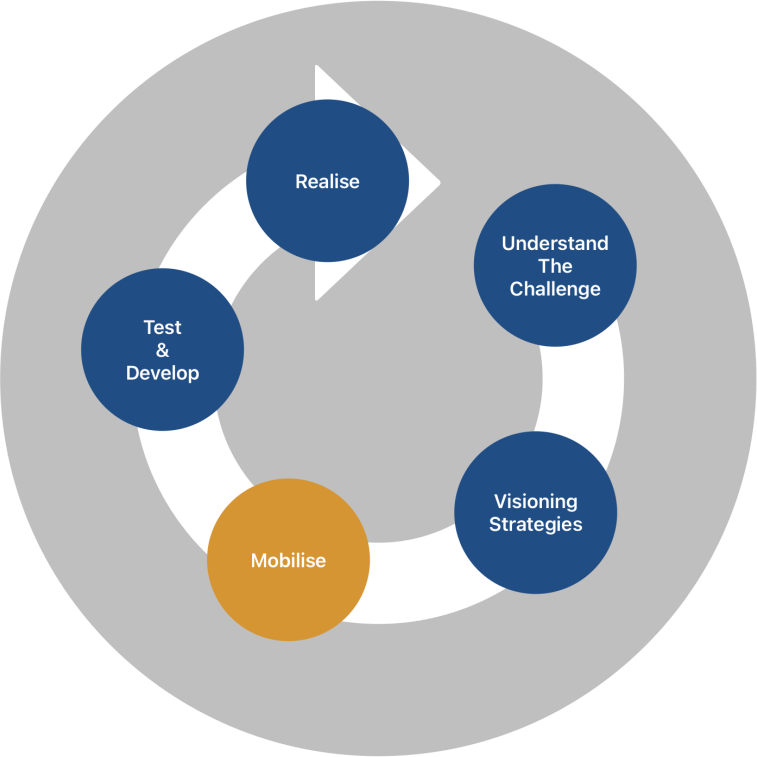 Realise
Understand
The
Challenge
Test
&
Develop
Visioning
Strategies
Mobilise